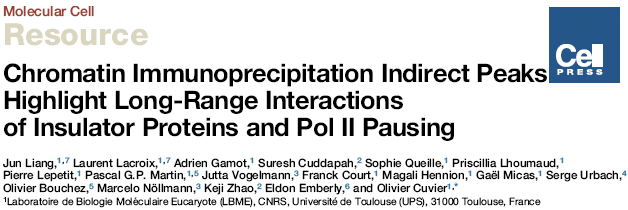 Molecular Cell
Resource
Cell
PRESS
Chromatin Immunoprecipitation Indirect Peaks
Highlight Long-Range Interactions
of Insulator Proteins and Pol II Pausing
Jun Liang,1,7 Laurent Lacroix,1,7 Adrien Gamot,1 Suresh Cuddapah,2 Sophie Queille,1 Priscillia Lhoumaud,1
Pierre Lepetit,1 Pascal G.P. Martin,1,5 Jutta Vogelmann,3 Franck Court,1 Magali Hennion,1 Gaël Micas,1 Serge Urbach,4
Olivier Bouchez,5 Marcelo Nöllmann,3 Keji Zhao,2 Eldon Emberly,6 and Olivier Cuvier1,*
1Laboratoire de Biologie Moléculaire Eucaryote (LBME), CNRS, Université de Toulouse (UPS), 31000 Toulouse, France